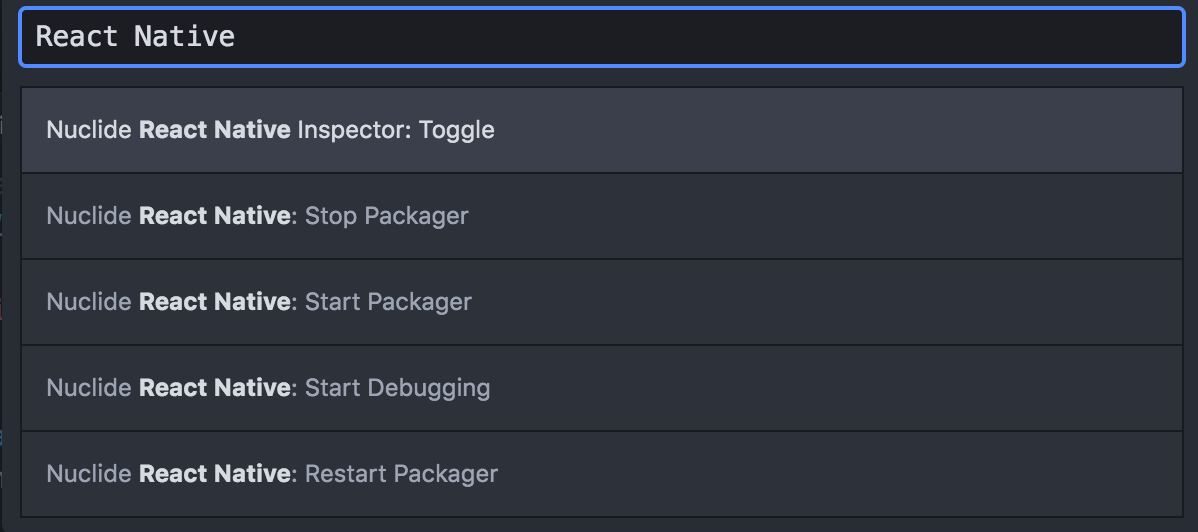 React Native
Nuclide React Native Inspector: Toggle
Nuclide React Native: Stop Packager
Nuclide React Native: Start Packager
Nuclide React Native: Start Debugging
Nuclide React Native: Restart Packager